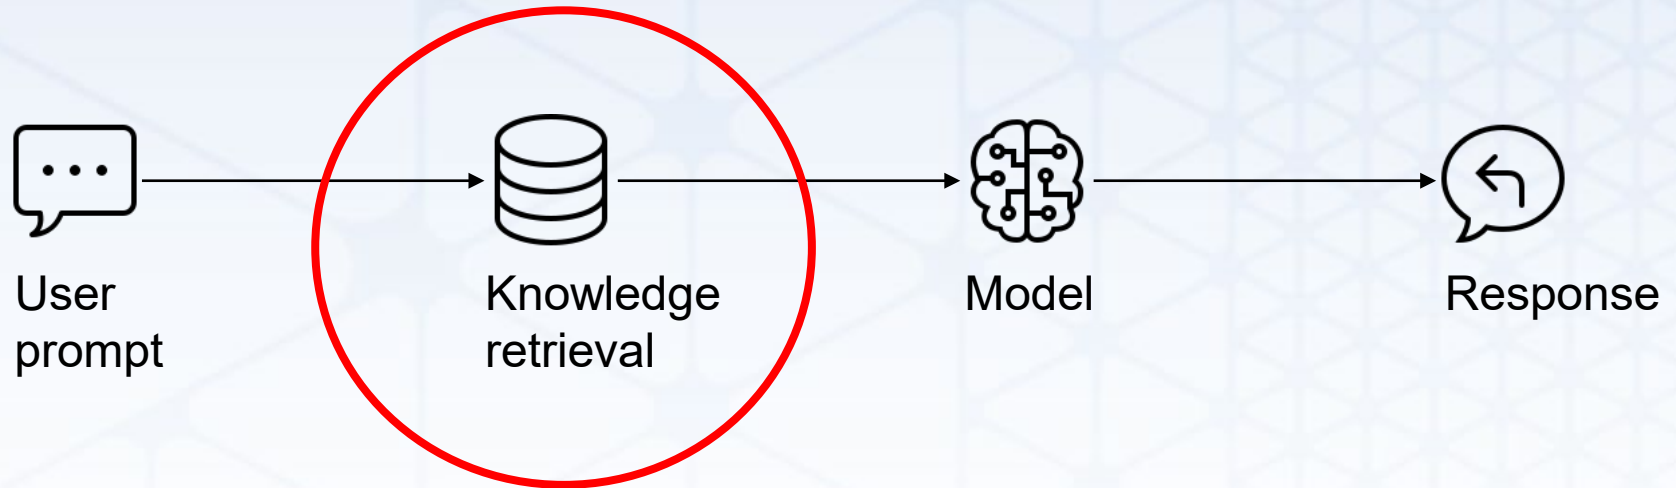 User
prompt
Knowledge
retrieval
Model
Response